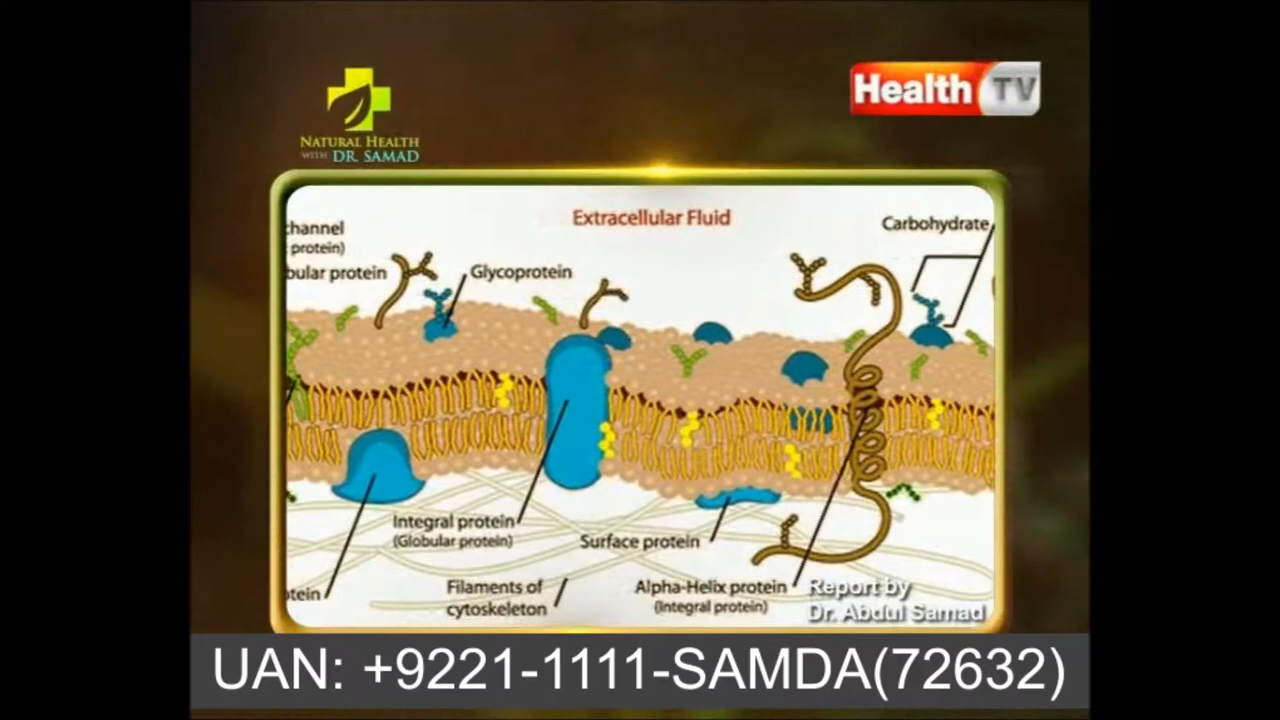 Health TV
NATURAL HEALTH
WITH DR. SAMAD
Extracellular Fluid
Carbohydrate
channel
protein)
bular protein
Glycoprotein
Integral protein
(Globular protein)
Surface protein
otein
Filaments of
cytoskeleton
Alpha-Helix protein
(Integral protein)
Report by
Dr. Abdul Samad
UAN: +9221-1111-SAMDA(72632)